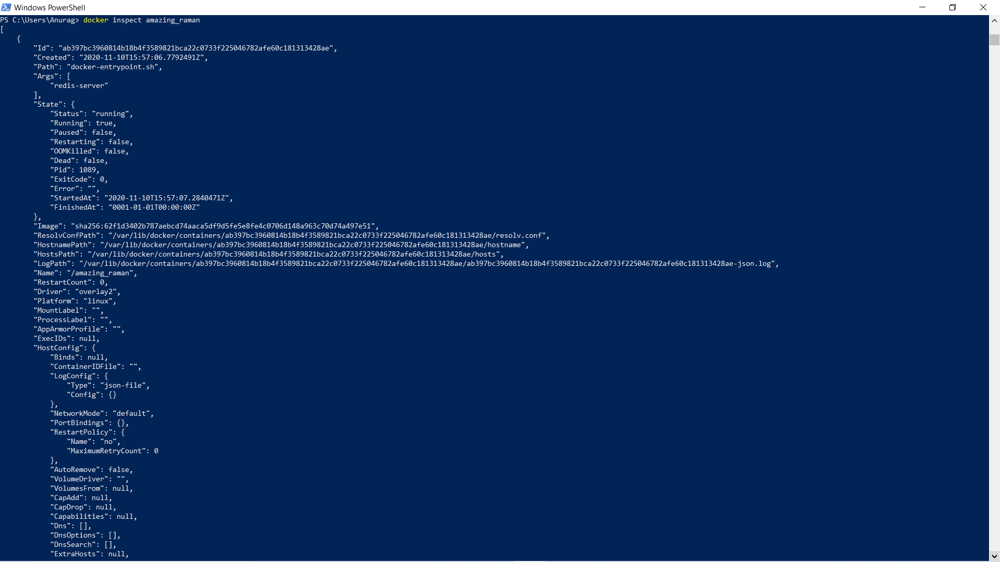 Windows PowerShell
PS C:\Users\Anurag> docker inspect amazing_raman
[
    {
        "Id": "ab397bc3960814b18b4f3589821bca22c0733f225046782afe60c181313428ae",
        "Created": "2020-11-10T15:57:06.7792491Z",
        "Path": "docker-entrypoint.sh",
        "Args": [
            "redis-server"
        ],
        "State": {
            "Status": "running",
            "Running": true,
            "Paused": false,
            "Restarting": false,
            "OOMKilled": false,
            "Dead": false,
            "Pid": 1089,
            "ExitCode": 0,
            "Error": "",
            "StartedAt": "2020-11-10T15:57:07.2840471Z",
            "FinishedAt": "0001-01-01T00:00:00Z"
        },
        "Image": "sha256:62f1d3402b787aebcd74aaca5df9d5fe5e8fe4c0706d148a963c70d74a497e51",
        "ResolvConfPath": "/var/lib/docker/containers/ab397bc3960814b18b4f3589821bca22c0733f225046782afe60c181313428ae/resolv.conf",
        "HostnamePath": "/var/lib/docker/containers/ab397bc3960814b18b4f3589821bca22c0733f225046782afe60c181313428ae/hostname",
        "HostsPath": "/var/lib/docker/containers/ab397bc3960814b18b4f3589821bca22c0733f225046782afe60c181313428ae/hosts",
        "LogPath": "/var/lib/docker/containers/ab397bc3960814b18b4f3589821bca22c0733f225046782afe60c181313428ae/ab397bc3960814b18b4f3589821bca22c0733f225046782afe60c181313428ae-json.log",
        "Name": "/amazing_raman",
        "RestartCount": 0,
        "Driver": "overlay2",
        "Platform": "linux",
        "MountLabel": "",
        "ProcessLabel": "",
        "AppArmorProfile": "",
        "ExecIDs": null,
        "HostConfig": {
            "Binds": null,
            "ContainerIDFile": "",
            "LogConfig": {
                "Type": "json-file",
                "Config": {}
            },
            "NetworkMode": "default",
            "PortBindings": {},
            "RestartPolicy": {
                "Name": "no",
                "MaximumRetryCount": 0
            },
            "AutoRemove": false,
            "VolumeDriver": "",
            "VolumesFrom": null,
            "CapAdd": null,
            "CapDrop": null,
            "Capabilities": null,
            "Dns": [],
            "DnsOptions": [],
            "DnsSearch": [],
            "ExtraHosts": null,